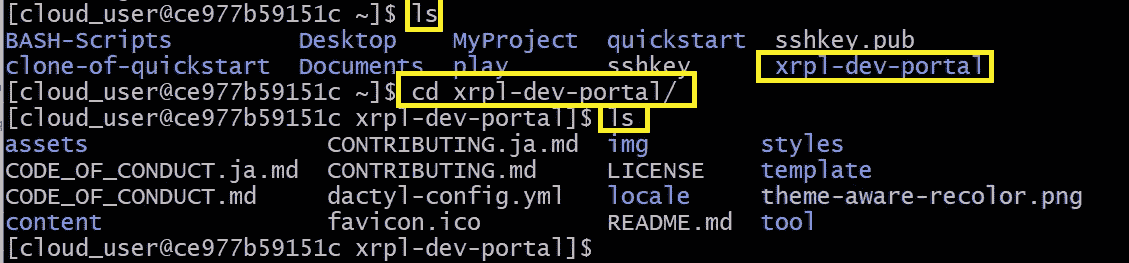 [cloud_user@ce977b59151c ~]$ ls
BASH-Scripts Desktop MyProject quickstart sshkey.pub
clone-of-quickstart Documents play sshkey xrpl-dev-portal
[cloud_user@ce977b59151c ~]$ cd xrpl-dev-portal/
[cloud_user@ce977b59151c xrpl-dev-portal]$ ls
assets CONTRIBUTING.ja.md img styles
CODE_OF_CONDUCT.ja.md CONTRIBUTING.md LICENSE template
CODE_OF_CONDUCT.md dactyl-config.yml locale theme-aware-recolor.png
content favicon.ico README.md tool
[cloud_user@ce977b59151c xrpl-dev-portal]$